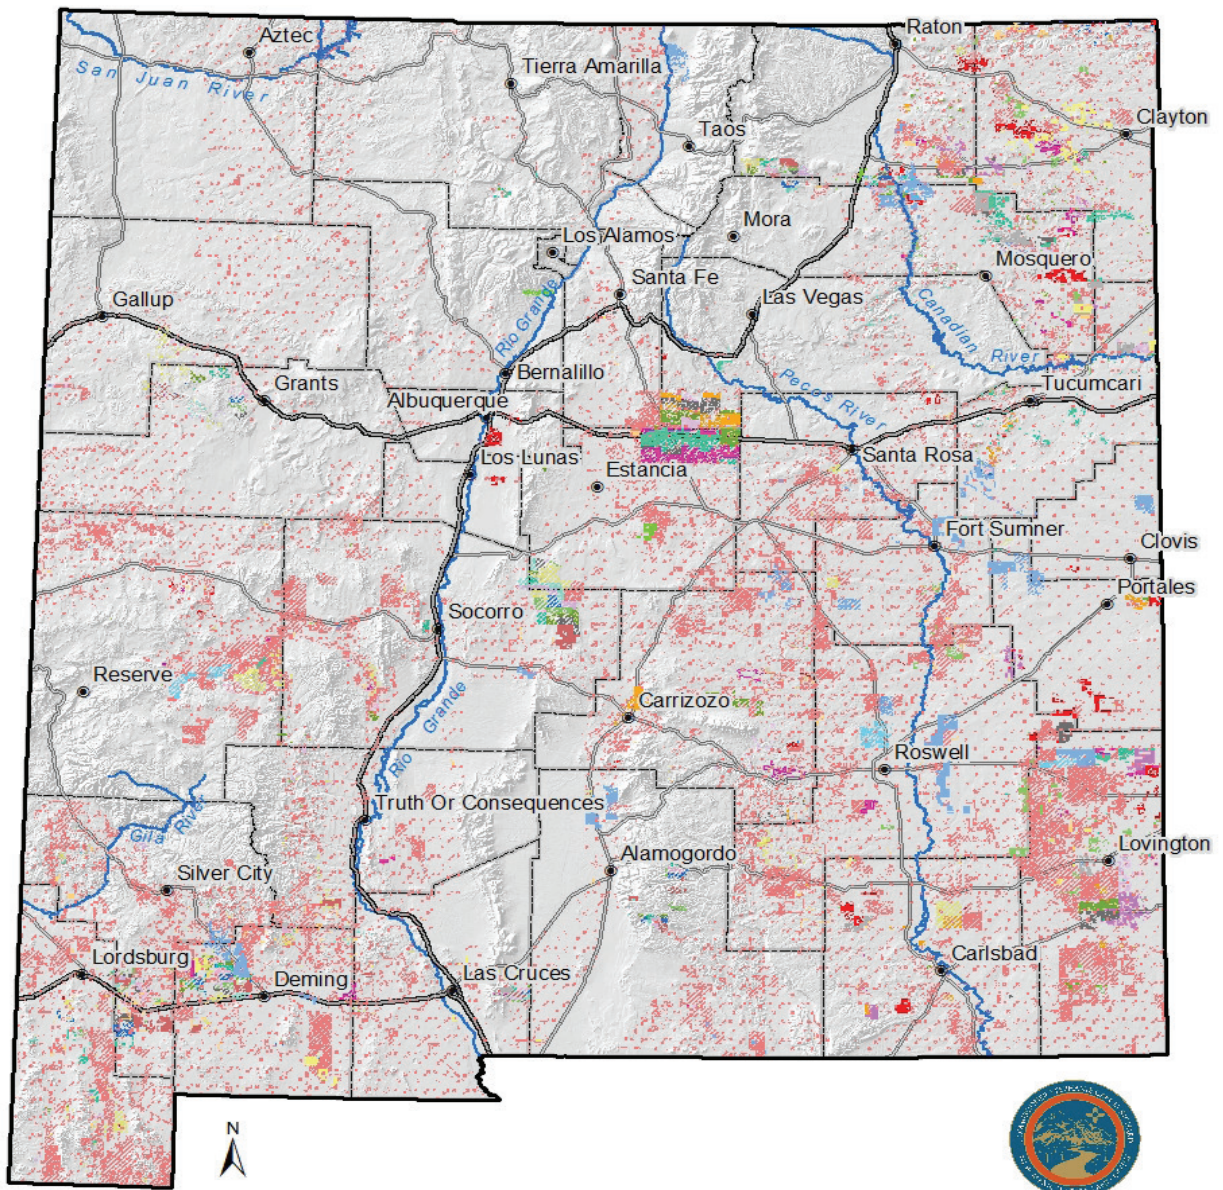 Raton
Aztec
San Juan River
Tierra Amarilla
Clayton
Taos
Mora
Los Alamos
Mosquero
Santa Fe
Gallup
Las Vegas
Rio Grande
Canadian River
Bernalillo
Pecos River
Grants
Tucumcari
Albuquerque
Los Lunas
Santa Rosa
Estancia
Fort Sumner
Clovis
Portales
Socorro
Reserve
Rio Grande
Carrizozo
Roswell
Truth Or Consequences
Gila River
Alamogordo
Lovington
Silver City
Lordsburg
Carlsbad
Las Cruces
Deming
N